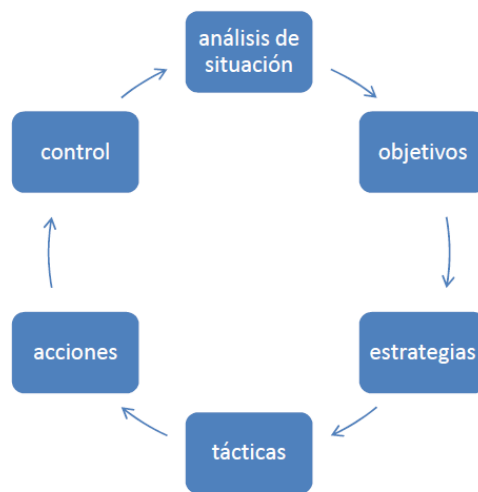 análisis de
situación
objetivos
estrategias
tácticas
acciones
control